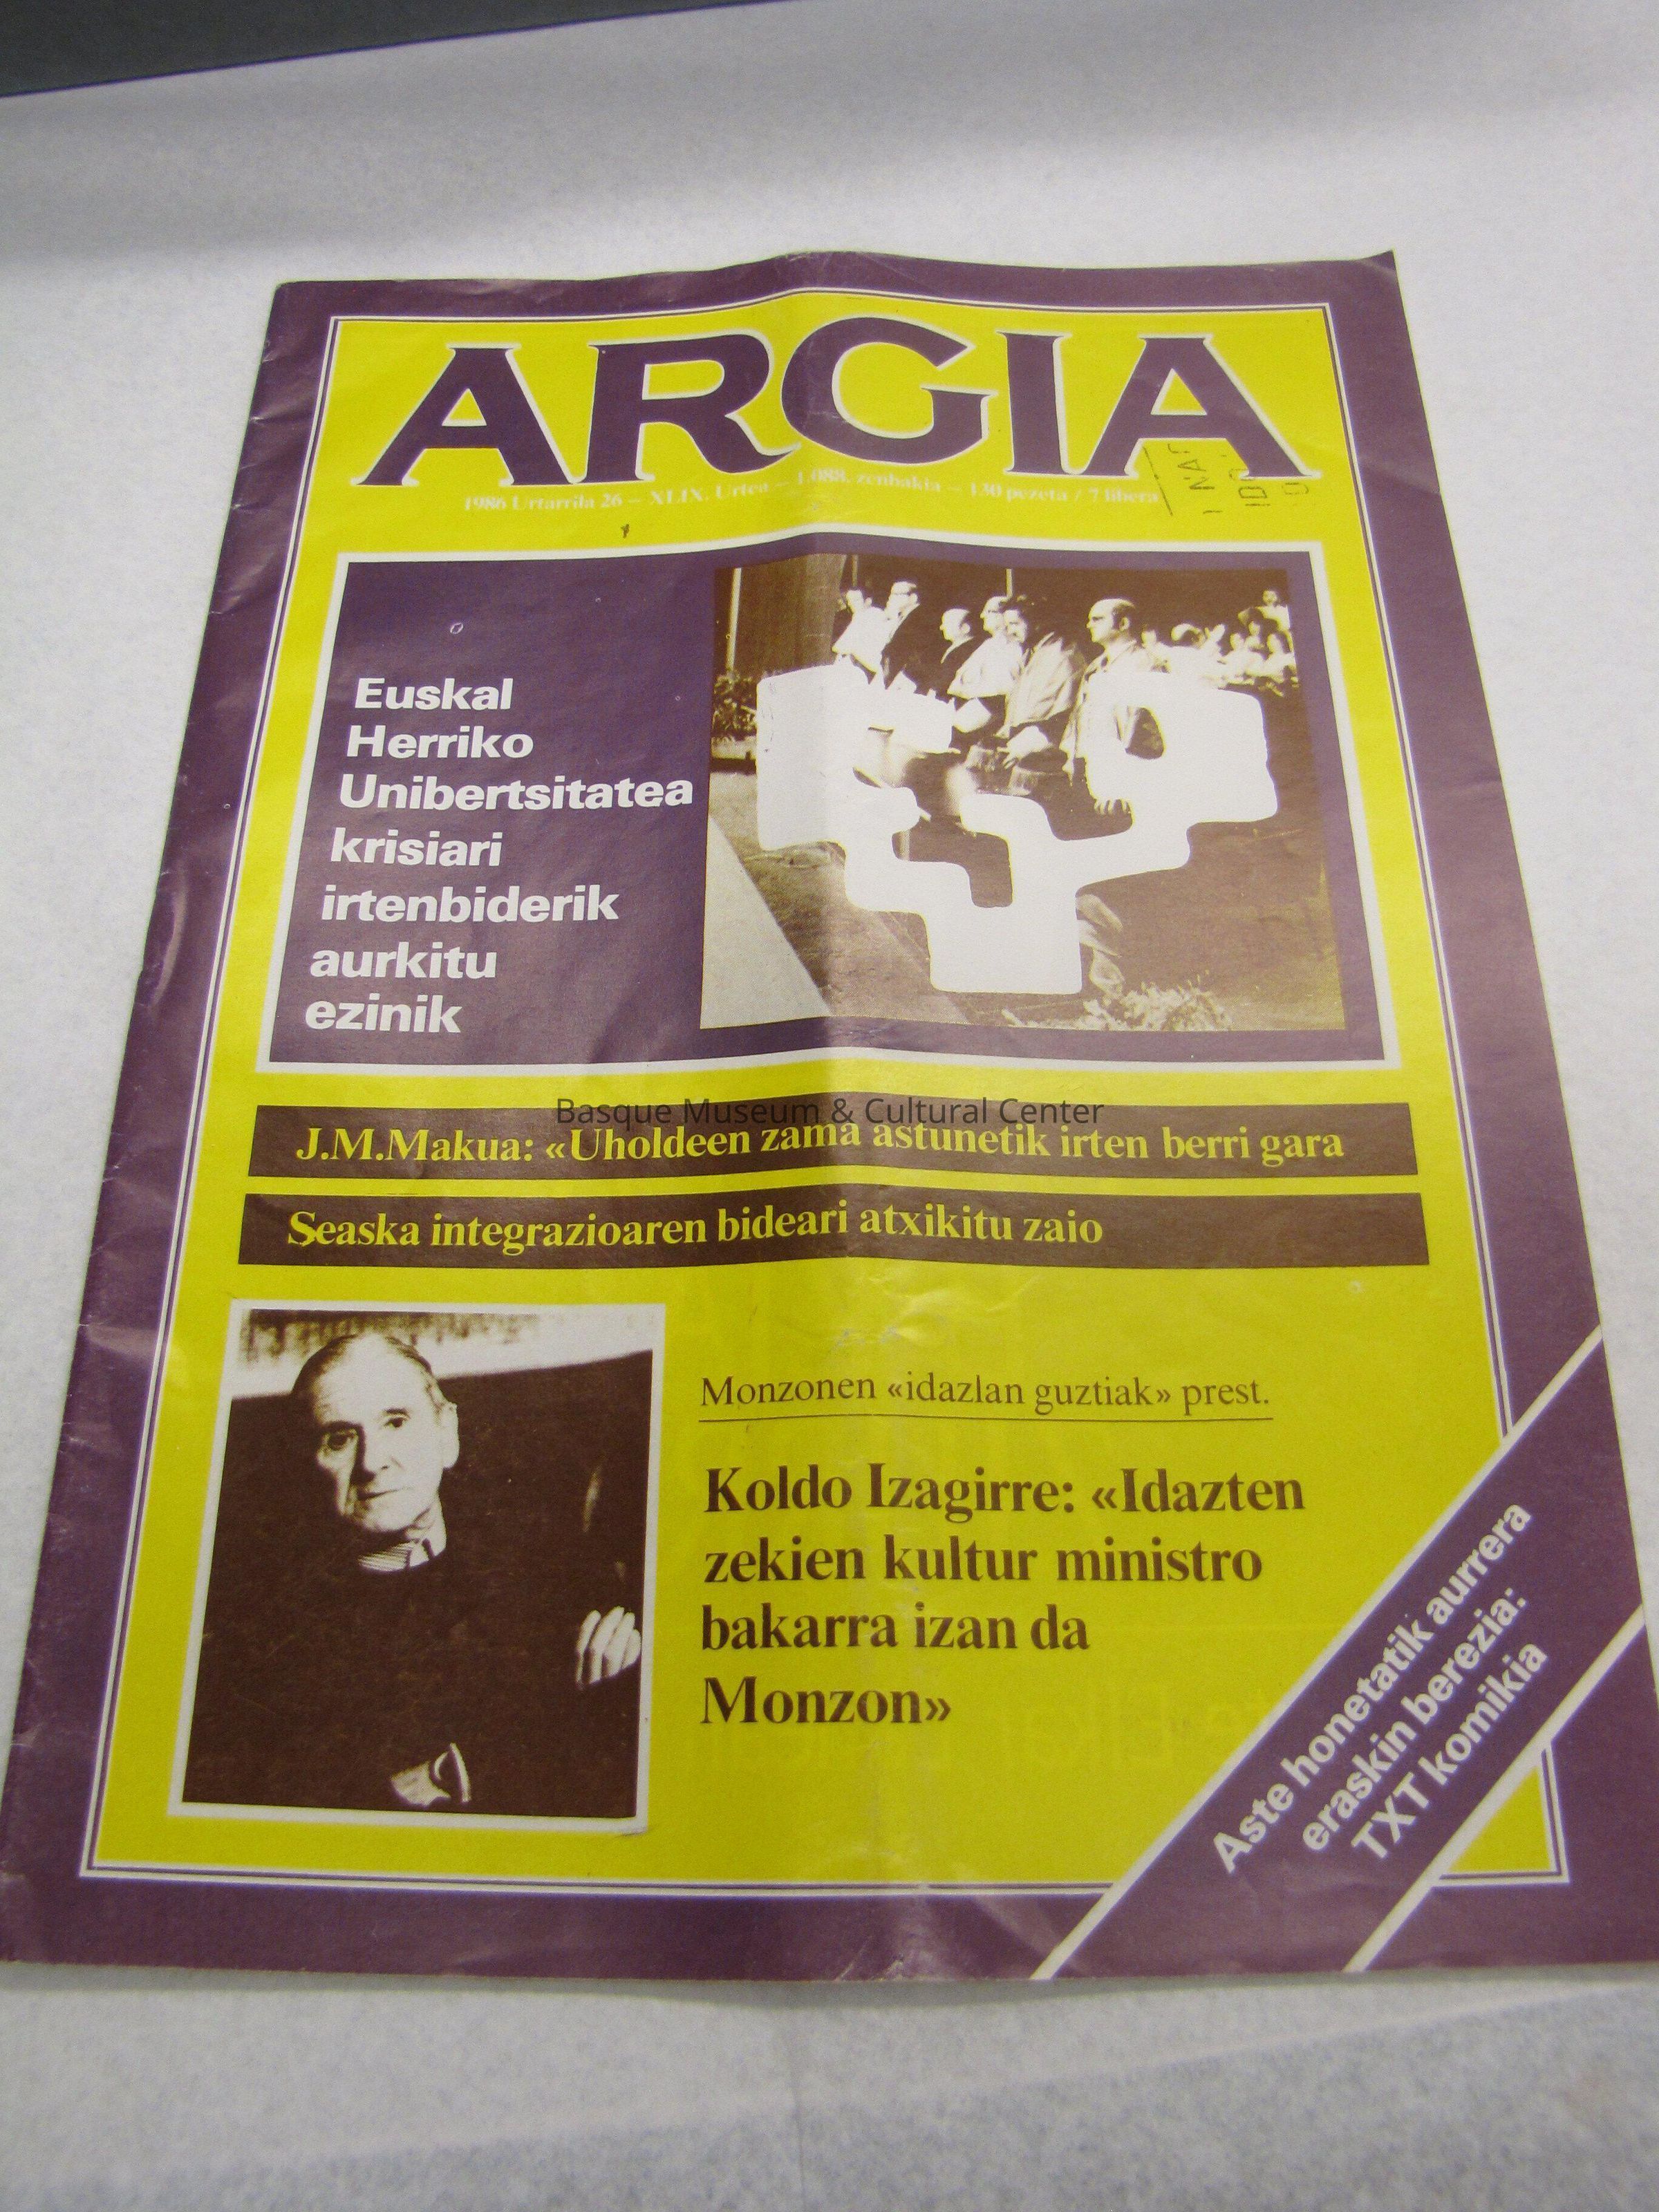 ARGIA
1986 Urtarrila 26 – XLIX. Urtea – 1.088. zenbakia – 130 pezeta / 7 libera
Euskal
Herriko
Unibertsitatea
krisiari
irtenbiderik
aurkitu
ezinik
Basque Museum & Cultural Center
J.M.Makua: «Uholdeen zama astunetik irten berri gara
Seaska integrazioaren bideari atxikitu zaio
Monzonen «idazlan guztiak» prest.
Koldo Izagirre: «Idazten
zekien kultur ministro
bakarra izan da
Monzon»
Aste honetatik aurrera
eraskin berezia:
TXT komikia